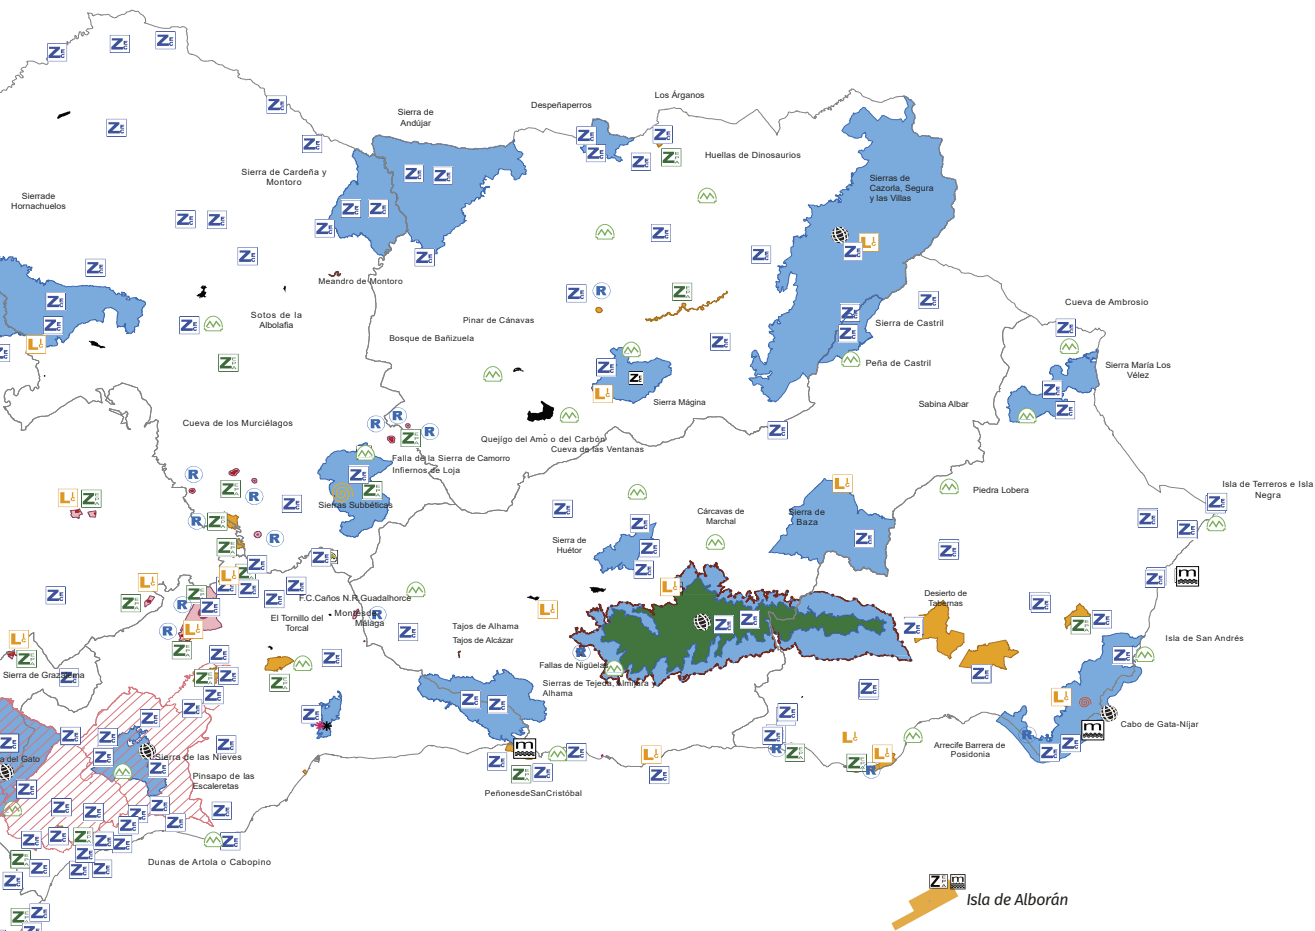 Los Árganos
Despeñaperros
Sierra de
Andújar
Huellas de Dinosaurios
Sierra de Cardeña y
Montoro
Sierras de
Cazorla, Segura
y las Villas
Sierrade
Hornachuelos
Meandro de Montoro
Cueva de Ambrosio
Sotos de la
Albolafia
Pinar de Cánavas
Sierra de Castril
Bosque de Bañizuela
Peña de Castril
Sierra María Los
Vélez
Sierra Mágina
Sabina Albar
Cueva de los Murciélagos
Quejigo del Amo o del Carbón
Cueva de las Ventanas
Falla de la Sierra de Camorro
Infiernos de Loja
Isla de Terreros e Isla
Negra
Piedra Lobera
Sierras Subbéticas
Cárcavas de
Marchal
Sierra de
Baza
Sierra de
Huétor
F.C.Caños N.R.Guadalhorce
Desierto de
Tabernas
Montes de
Málaga
El Tornillo del
Torcal
Tajos de Alhama
Tajos de Alcázar
Isla de San Andrés
Fallas de Nigüelas
Sierra de Grazalema
Sierras de Tejeda, Almijara y
Alhama
Cabo de Gata-Níjar
Arrecife Barrera de
Posidonia
a del Gato
Sierra de las Nieves
Pinsapo de las
Escaleretas
PeñonesdeSanCristóbal
Dunas de Artola o Cabopino
Isla de Alborán